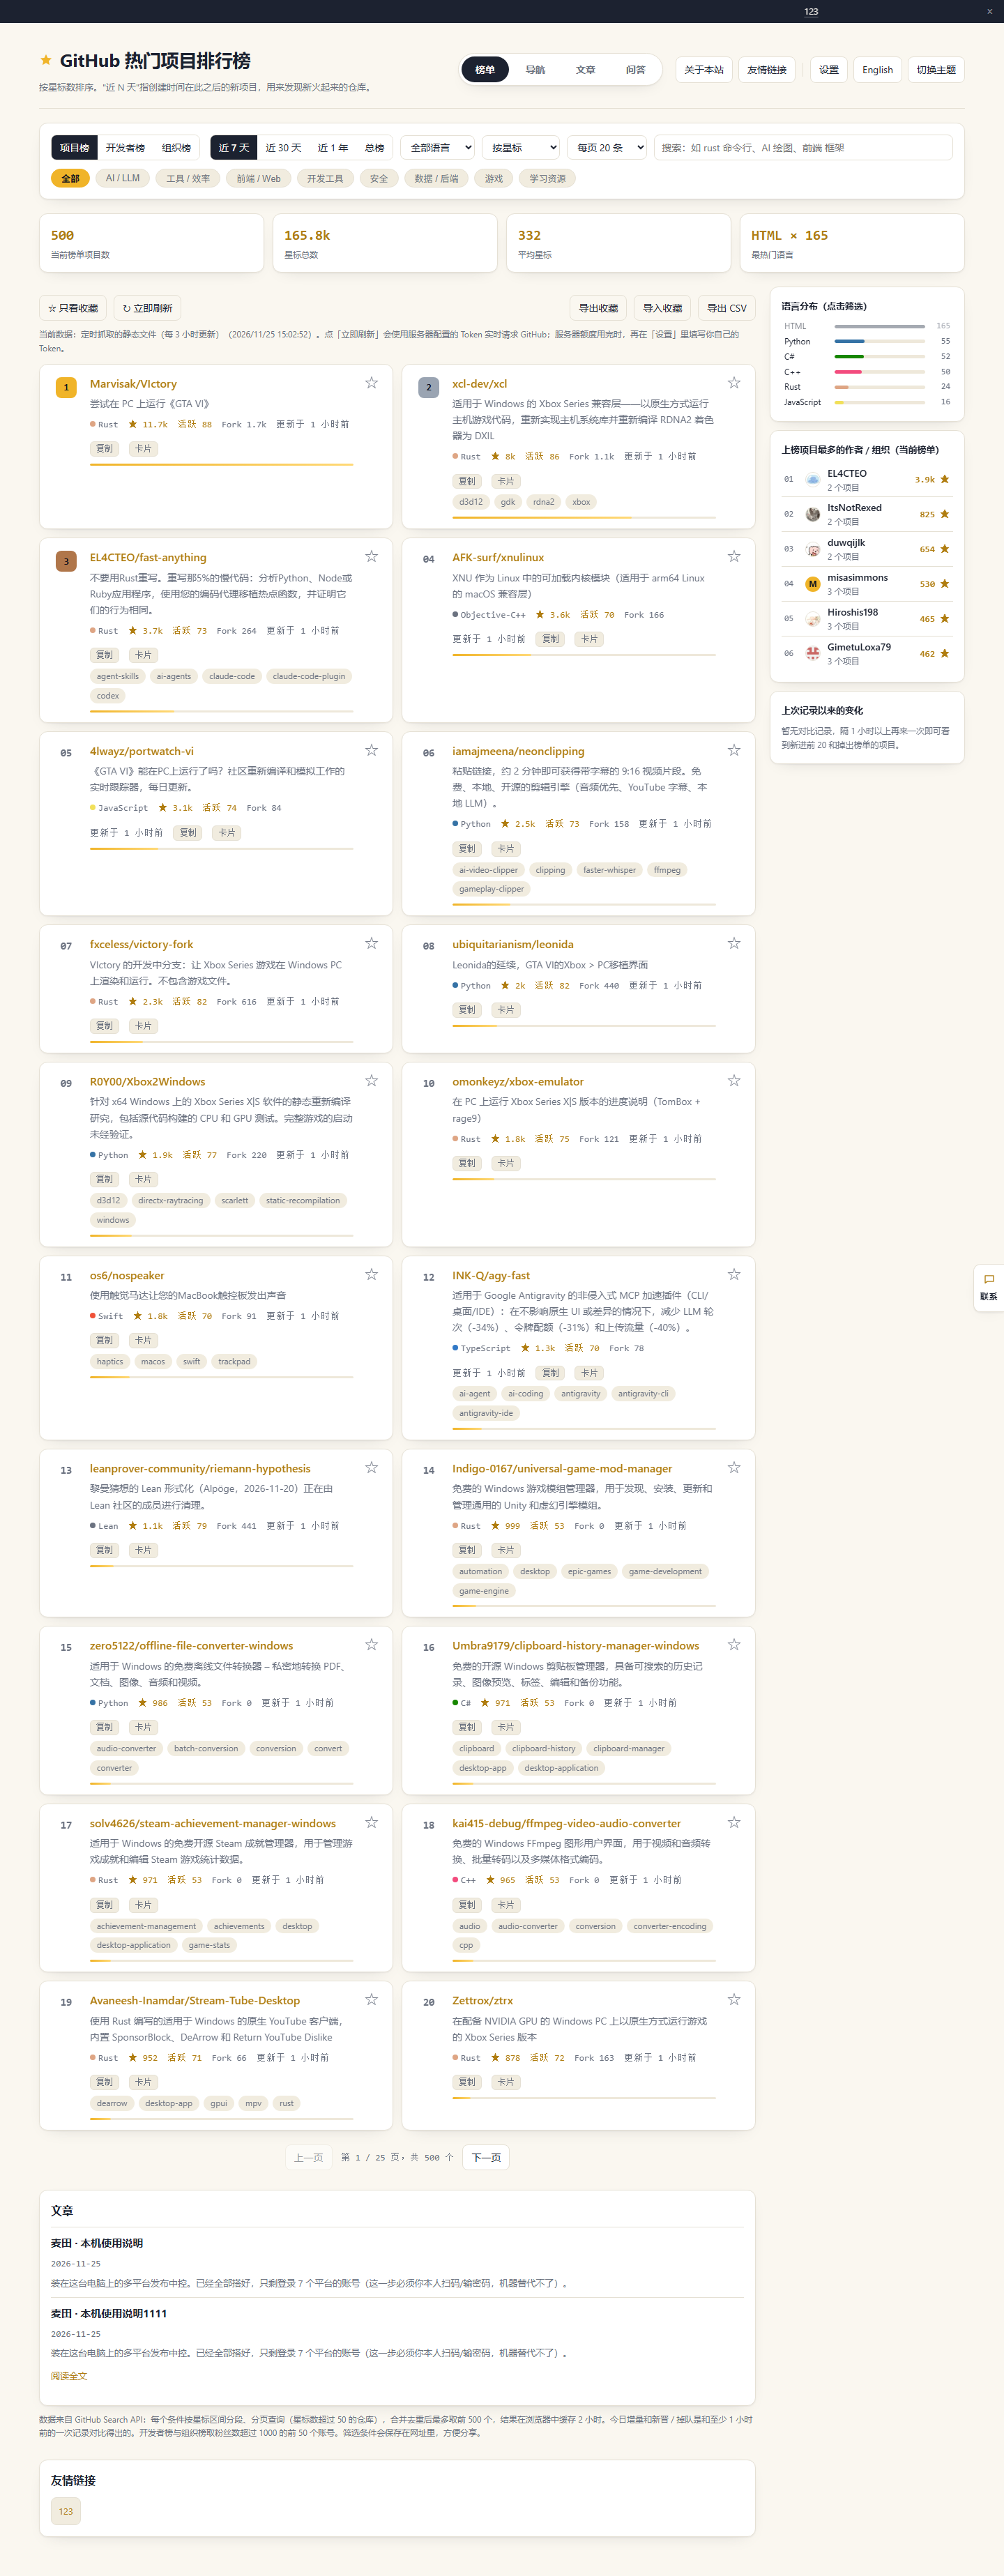 123
×
GitHub 热门项目排行榜
按星标数排序。"近 N 天"指创建时间在此之后的新项目，用来发现新火起来的仓库。
榜单 导航 文章 问答
关于本站 友情链接 设置 English 切换主题
项目榜 开发者榜 组织榜 近 7 天 近 30 天 近 1 年 总榜 全部语言 按星标 每页 20 条 搜索：如 rust 命令行、AI 绘图、前端 框架
全部 AI / LLM 工具 / 效率 前端 / Web 开发工具 安全 数据 / 后端 游戏 学习资源
500
当前榜单项目数
165.8k
星标总数
332
平均星标
HTML × 165
最热门语言
☆ 只看收藏 ↻ 立即刷新 导出收藏 导入收藏 导出 CSV
当前数据：定时抓取的静态文件（每 3 小时更新）（2026/11/25 15:02:52）。点「立即刷新」会使用服务器配置的 Token 实时请求 GitHub；服务器额度用完时，再在「设置」里填写你自己的
Token。
1
Marvisak/VIctory
尝试在 PC 上运行《GTA VI》
Rust ★ 11.7k 活跃 88 Fork 1.7k 更新于 1 小时前
复制 卡片
2
xcl-dev/xcl
适用于 Windows 的 Xbox Series 兼容层——以原生方式运行
主机游戏代码，重新实现主机系统库并重新编译 RDNA2 着色
器为 DXIL
Rust ★ 8k 活跃 86 Fork 1.1k 更新于 1 小时前
复制 卡片
d3d12 gdk rdna2 xbox
3
EL4CTEO/fast-anything
不要用Rust重写。重写那5%的慢代码：分析Python、Node或
Ruby应用程序，使用您的编码代理移植热点函数，并证明它
们的行为相同。
Rust ★ 3.7k 活跃 73 Fork 264 更新于 1 小时前
复制 卡片
agent-skills ai-agents claude-code claude-code-plugin
codex
04
AFK-surf/xnulinux
XNU 作为 Linux 中的可加载内核模块（适用于 arm64 Linux
的 macOS 兼容层）
Objective-C++ ★ 3.6k 活跃 70 Fork 166
更新于 1 小时前 复制 卡片
05
4lwayz/portwatch-vi
《GTA VI》能在PC上运行了吗？社区重新编译和模拟工作的
实时跟踪器，每日更新。
JavaScript ★ 3.1k 活跃 74 Fork 84
更新于 1 小时前 复制 卡片
06
iamajmeena/neonclipping
粘贴链接，约 2 分钟即可获得带字幕的 9:16 视频片段。免
费、本地、开源的剪辑引擎（音频优先、YouTube 字幕、本
地 LLM）。
Python ★ 2.5k 活跃 73 Fork 158 更新于 1 小时前
复制 卡片
ai-video-clipper clipping faster-whisper ffmpeg
gameplay-clipper
07
fxceless/victory-fork
VIctory 的开发中分支：让 Xbox Series 游戏在 Windows PC
上渲染和运行。不包含游戏文件。
Rust ★ 2.3k 活跃 82 Fork 616 更新于 1 小时前
复制 卡片
08
ubiquitarianism/leonida
Leonida的延续，GTA VI的Xbox > PC移植界面
Python ★ 2k 活跃 82 Fork 440 更新于 1 小时前
复制 卡片
09
R0Y00/Xbox2Windows
针对 x64 Windows 上的 Xbox Series X|S 软件的静态重新编译
研究，包括源代码构建的 CPU 和 GPU 测试。完整游戏的启动
未经验证。
Python ★ 1.9k 活跃 77 Fork 220 更新于 1 小时前
复制 卡片
d3d12 directx-raytracing scarlett static-recompilation
windows
10
omonkeyz/xbox-emulator
在 PC 上运行 Xbox Series X|S 版本的进度说明（TomBox +
rage9）
Rust ★ 1.8k 活跃 75 Fork 121 更新于 1 小时前
复制 卡片
11
os6/nospeaker
使用触觉马达让您的MacBook触控板发出声音
Swift ★ 1.8k 活跃 70 Fork 91 更新于 1 小时前
复制 卡片
haptics macos swift trackpad
12
INK-Q/agy-fast
适用于 Google Antigravity 的非侵入式 MCP 加速插件（CLI/
桌面/IDE）：在不影响原生 UI 或差异的情况下，减少 LLM 轮
次（-34%）、令牌配额（-31%）和上传流量（-40%）。
TypeScript ★ 1.3k 活跃 70 Fork 78
更新于 1 小时前 复制 卡片
ai-agent ai-coding antigravity antigravity-cli
antigravity-ide
13
leanprover-community/riemann-hypothesis
黎曼猜想的 Lean 形式化（Alpöge，2026-11-20）正在由
Lean 社区的成员进行清理。
Lean ★ 1.1k 活跃 79 Fork 441 更新于 1 小时前
复制 卡片
14
Indigo-0167/universal-game-mod-manager
免费的 Windows 游戏模组管理器，用于发现、安装、更新和
管理通用的 Unity 和虚幻引擎模组。
Rust ★ 999 活跃 53 Fork 0 更新于 1 小时前
复制 卡片
automation desktop epic-games game-development
game-engine
15
zero5122/offline-file-converter-windows
适用于 Windows 的免费离线文件转换器 – 私密地转换 PDF、
文档、图像、音频和视频。
Python ★ 986 活跃 53 Fork 0 更新于 1 小时前
复制 卡片
audio-converter batch-conversion conversion convert
converter
16
Umbra9179/clipboard-history-manager-windows
免费的开源 Windows 剪贴板管理器，具备可搜索的历史记
录、图像预览、标签、编辑和备份功能。
C# ★ 971 活跃 53 Fork 0 更新于 1 小时前
复制 卡片
clipboard clipboard-history clipboard-manager
desktop-app desktop-application
17
solv4626/steam-achievement-manager-windows
适用于 Windows 的免费开源 Steam 成就管理器，用于管理游
戏成就和编辑 Steam 游戏统计数据。
Rust ★ 971 活跃 53 Fork 0 更新于 1 小时前
复制 卡片
achievement-management achievements desktop
desktop-application game-stats
18
kai415-debug/ffmpeg-video-audio-converter
免费的 Windows FFmpeg 图形用户界面，用于视频和音频转
换、批量转码以及多媒体格式编码。
C++ ★ 965 活跃 53 Fork 0 更新于 1 小时前
复制 卡片
audio audio-converter conversion converter-encoding
cpp
19
Avaneesh-Inamdar/Stream-Tube-Desktop
使用 Rust 编写的适用于 Windows 的原生 YouTube 客户端，
内置 SponsorBlock、DeArrow 和 Return YouTube Dislike
Rust ★ 952 活跃 71 Fork 66 更新于 1 小时前
复制 卡片
dearrow desktop-app gpui mpv rust
20
Zettrox/ztrx
在配备 NVIDIA GPU 的 Windows PC 上以原生方式运行游戏
的 Xbox Series 版本
Rust ★ 878 活跃 72 Fork 163 更新于 1 小时前
复制 卡片
上一页 第 1 / 25 页，共 500 个 下一页
语言分布（点击筛选）
HTML 165
Python 55
C# 52
C++ 50
Rust 24
JavaScript 16
上榜项目最多的作者 / 组织（当前榜单）
01 EL4CTEO 3.9k ★
2 个项目
02 ItsNotRexed 825 ★
2 个项目
03 duwqijlk 654 ★
2 个项目
04 M misasimmons 530 ★
3 个项目
05 Hiroshis198 465 ★
3 个项目
06 GimetuLoxa79 462 ★
3 个项目
上次记录以来的变化
暂无对比记录，隔 1 小时以上再来一次即可看
到新进前 20 和掉出榜单的项目。
联系
文章
麦田 · 本机使用说明
2026-11-25
装在这台电脑上的多平台发布中控。已经全部搭好，只剩登录 7 个平台的账号（这一步必须你本人扫码/输密码，机器替代不了）。
麦田 · 本机使用说明1111
2026-11-25
装在这台电脑上的多平台发布中控。已经全部搭好，只剩登录 7 个平台的账号（这一步必须你本人扫码/输密码，机器替代不了）。
阅读全文
数据来自 GitHub Search API：每个条件按星标区间分段、分页查询（星标数超过 50 的仓库），合并去重后最多取前 500 个，结果在浏览器中缓存 2 小时。今日增量和新晋 / 掉队是和至少 1 小时
前的一次记录对比得出的。开发者榜与组织榜取粉丝数超过 1000 的前 50 个账号。筛选条件会保存在网址里，方便分享。
友情链接
123